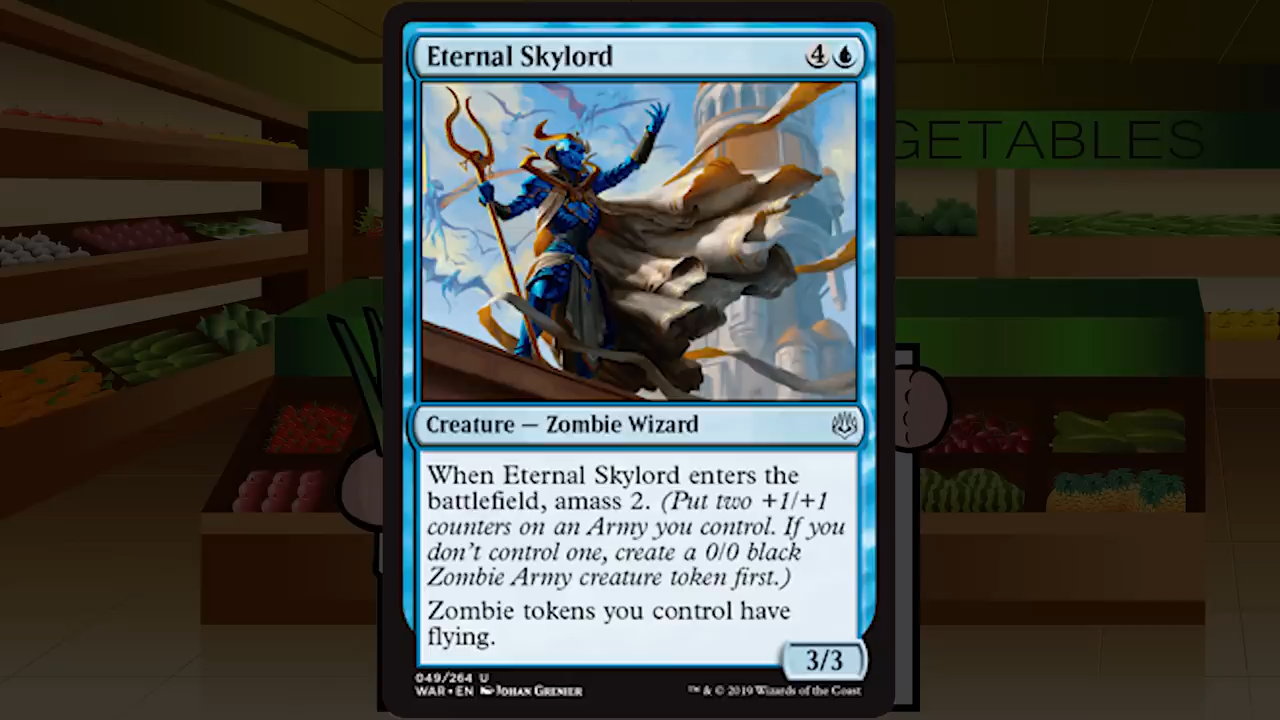 Eternal Skylord 4
GETABLES
Creature — Zombie Wizard
When Eternal Skylord enters the
battlefield, amass 2. (Put two +1/+1
counters on an Army you control. If you
don't control one, create a 0/0 black
Zombie Army creature token first.)
Zombie tokens you control have
flying.
3/3
049/264 U
WAR • EN Johan Grenier
™ & © 2019 Wizards of the Coast